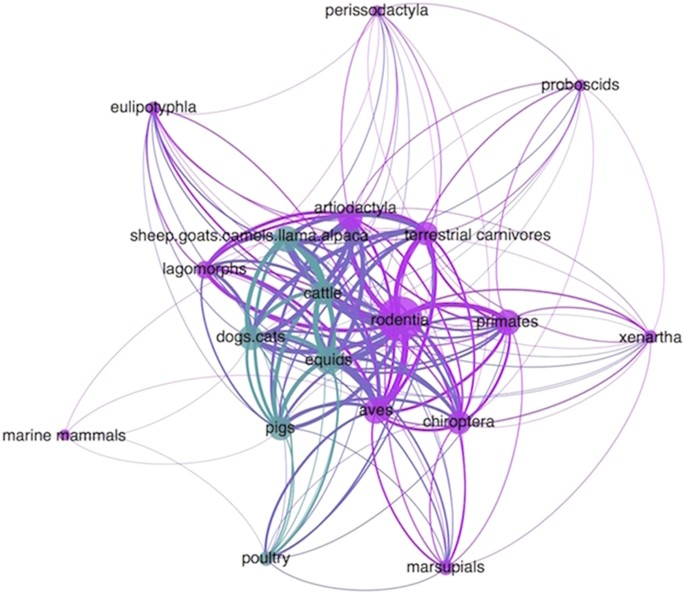 perissodactyla
proboscids
eulipotyphla
artiodactyla
sheep.goats.camels.llama.alpaca
terrestrial carnivores
lagomorphs
cattle
rodentia
primates
dogs.cats
xenartha
equids
aves
chiroptera
pigs
marine mammals
poultry
marsupials